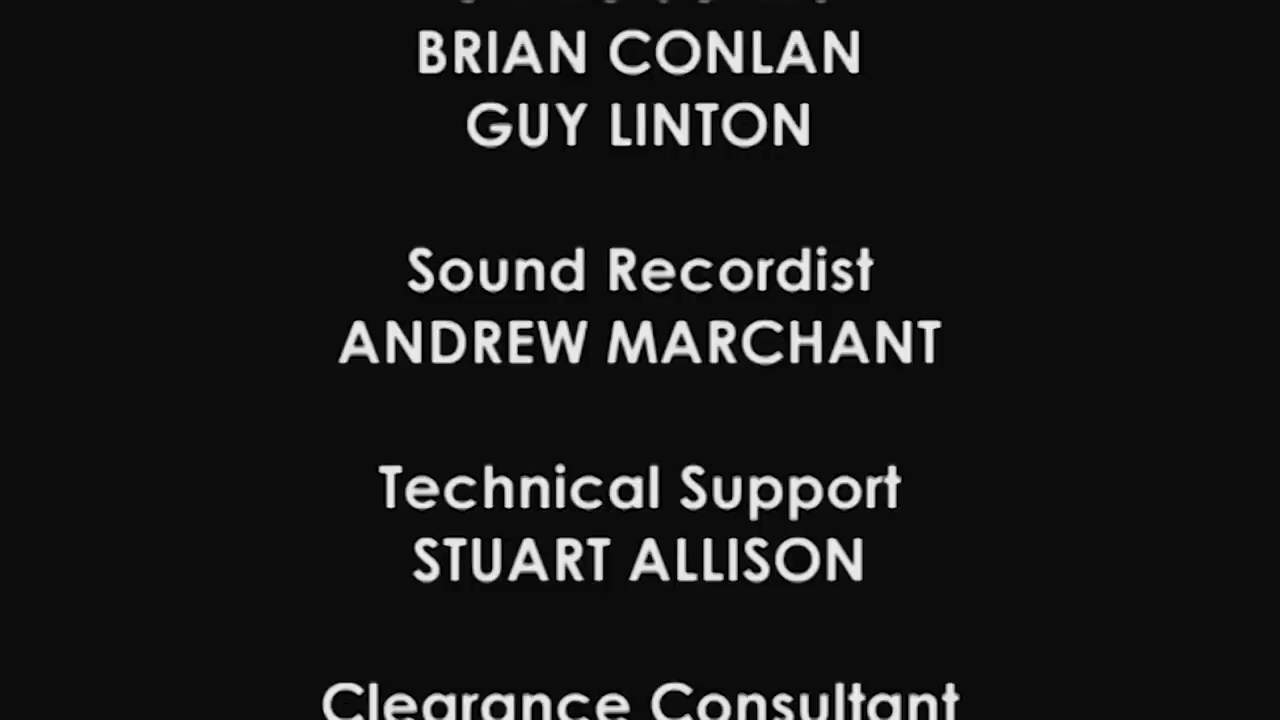 BRIAN CONLAN
GUY LINTON
Sound Recordist
ANDREW MARCHANT
Technical Support
STUART ALLISON
Clearance Consultant